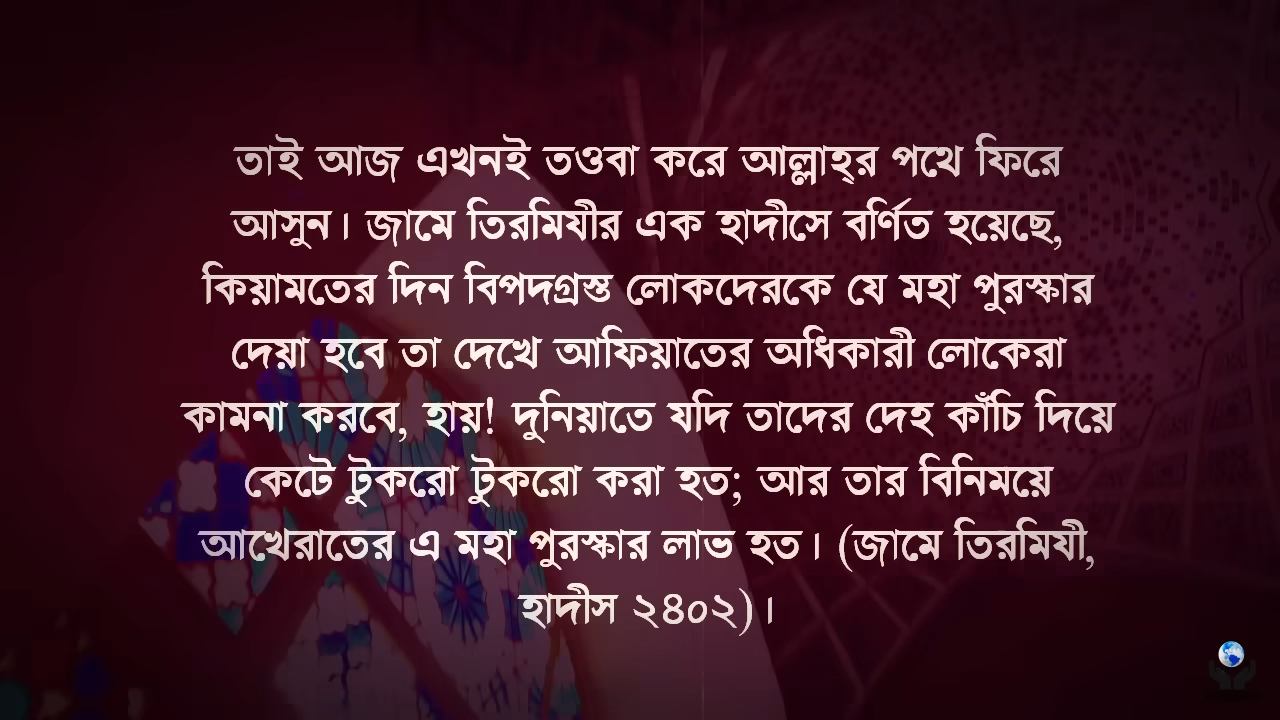 তাই আজ এখনই তওবা করে আল্লাহ্‌র পথে ফিরে
আসুন। জামে তিরমিযীর এক হাদীসে বর্ণিত হয়েছে,
কিয়ামতের দিন বিপদগ্রস্ত লোকদেরকে যে মহা পুরস্কার
দেয়া হবে তা দেখে আফিয়াতের অধিকারী লোকেরা
কামনা করবে, হায়! দুনিয়াতে যদি তাদের দেহ কাঁচি দিয়ে
কেটে টুকরো টুকরো করা হত; আর তার বিনিময়ে
আখেরাতের এ মহা পুরস্কার লাভ হত। (জামে তিরমিযী,
হাদীস ২৪০২)।